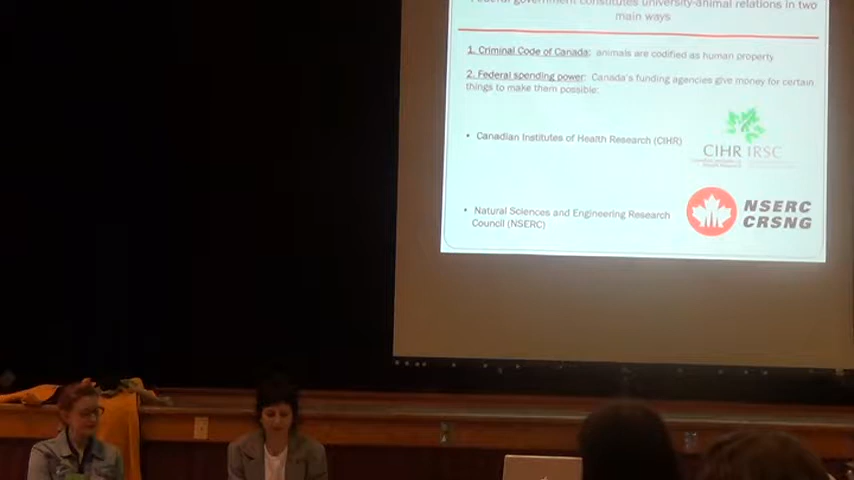 Federal government constitutes university-animal relations in two
main ways
1. Criminal Code of Canada: animals are codified as human property
2. Federal spending power: Canada's funding agencies give money for certain
things to make them possible:
• Canadian Institutes of Health Research (CIHR)
CIHR IRSC
• Natural Sciences and Engineering Research
Council (NSERC)
NSERC
CRSNG